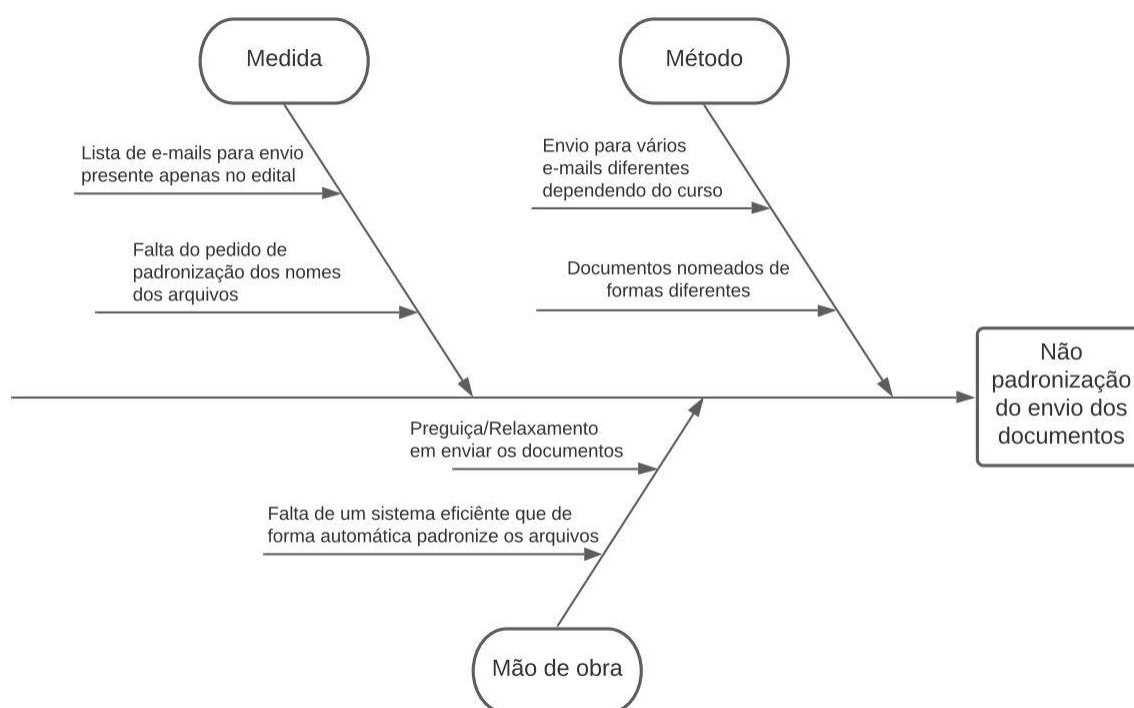 Medida
Método
Lista de e-mails para envio
presente apenas no edital
Envio para vários
e-mails diferentes
dependendo do curso
Falta do pedido de
padronização dos nomes
dos arquivos
Documentos nomeados de
formas diferentes
Não
padronização
do envio dos
documentos
Preguiça/Relaxamento
em enviar os documentos
Falta de um sistema eficiênte que de
forma automática padronize os arquivos
Mão de obra